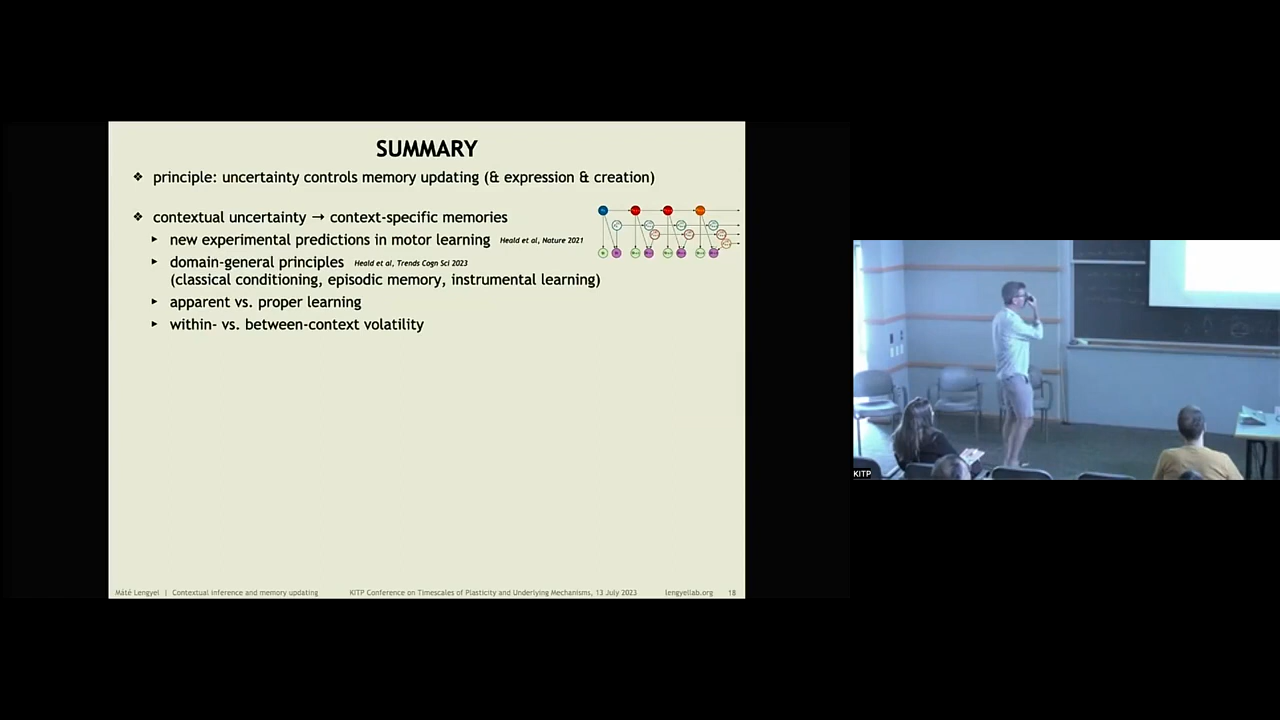 SUMMARY
❖ principle: uncertainty controls memory updating (& expression & creation)
❖ contextual uncertainty → context-specific memories
‣ new experimental predictions in motor learning Heald et al, Nature 2021
‣ domain-general principles Heald et al, Trends Cogn Sci 2023
(classical conditioning, episodic memory, instrumental learning)
‣ apparent vs. proper learning
‣ within- vs. between-context volatility
Máté Lengyel | Contextual inference and memory updating KITP Conference on Timescales of Plasticity and Underlying Mechanisms, 13 July 2023 lengyellab.org 18
KITP